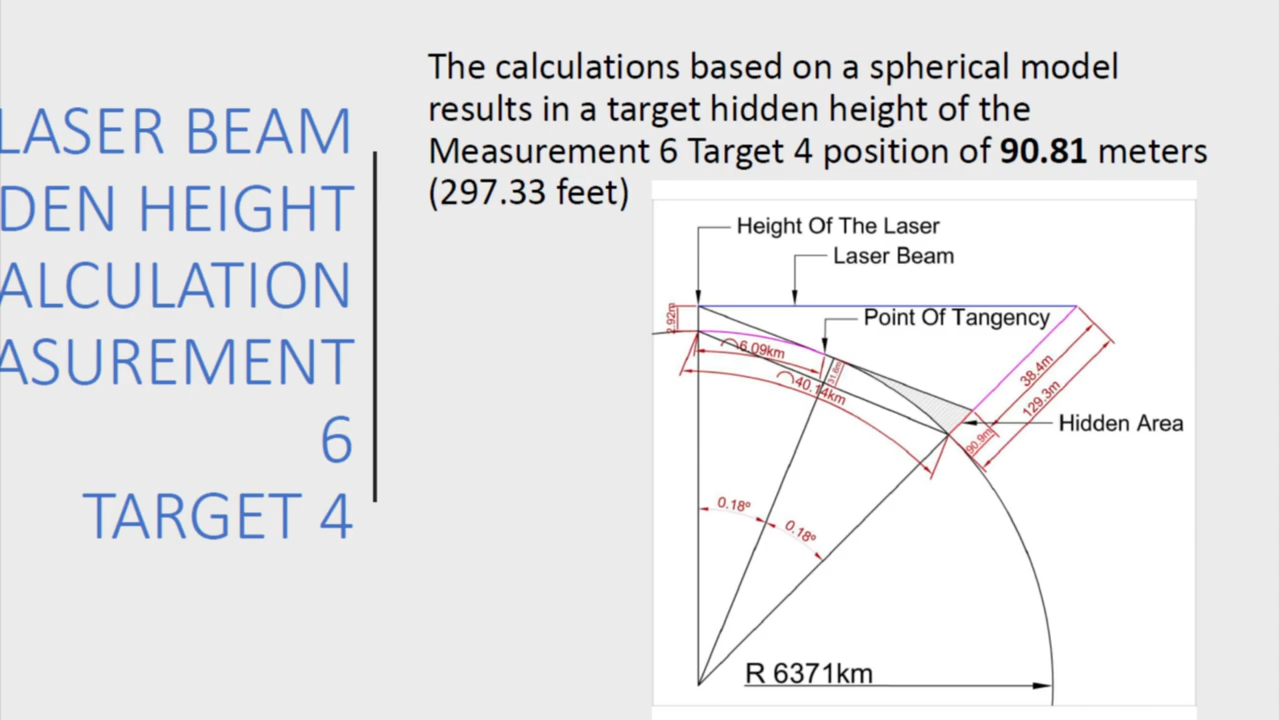 LASER BEAM
DEN HEIGHT
ALCULATION
ASUREMENT
6
TARGET 4
The calculations based on a spherical model
results in a target hidden height of the
Measurement 6 Target 4 position of 90.81 meters
(297.33 feet)
Height Of The Laser
Laser Beam
Point Of Tangency
2.92m
6.09km
31.6m
40.14km
38.4m
129.3m
Hidden Area
90.9m
0.18º
0.18º
R 6371km